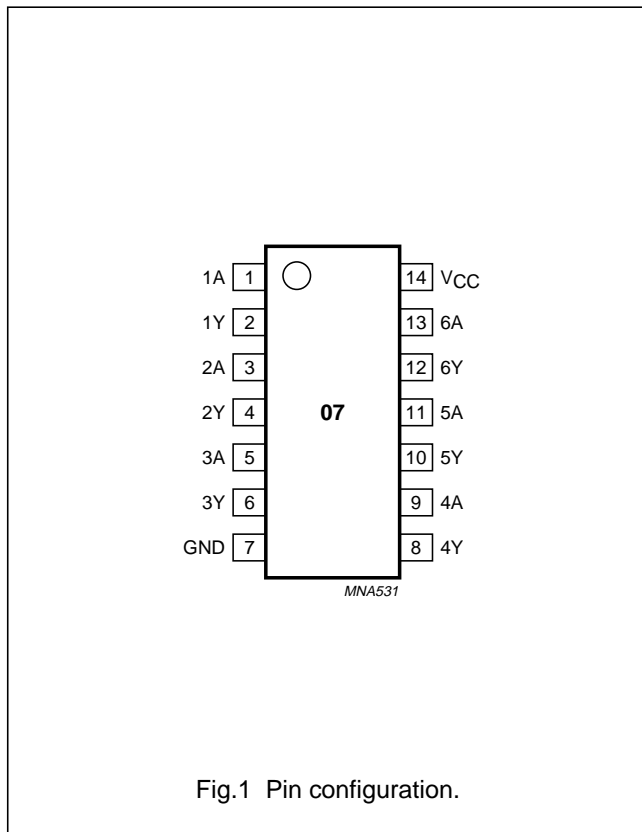 1A 1 14 VCC
1Y 2 13 6A
2A 3 12 6Y
2Y 4 07 11 5A
3A 5 10 5Y
3Y 6 9 4A
GND 7 8 4Y
MNA531
Fig.1 Pin configuration.